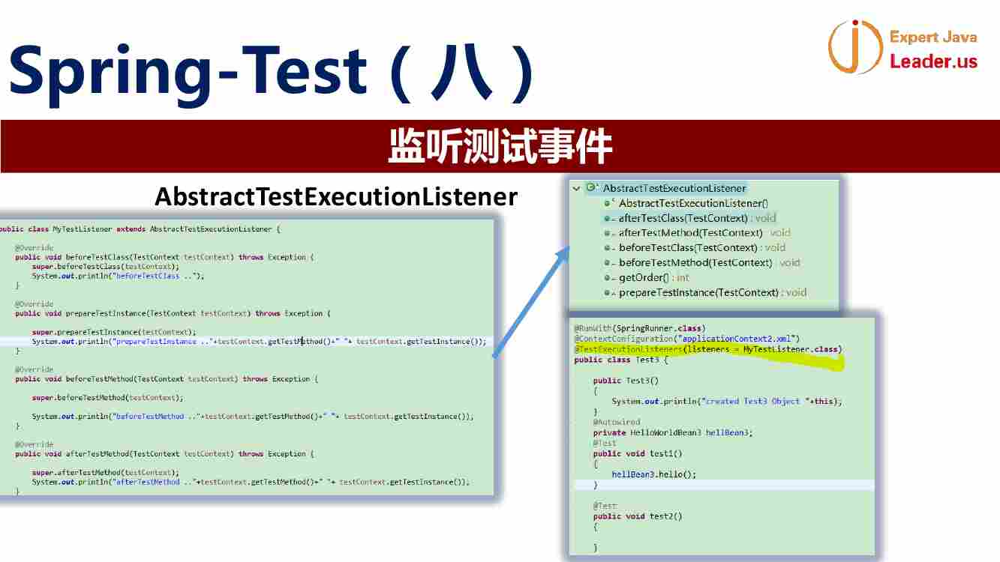 Spring-Test（八）
Expert Java
Leader.us
监听测试事件
AbstractTestExecutionListener
public class MyTestListener extends AbstractTestExecutionListener {
@Override
public void beforeTestClass(TestContext testContext) throws Exception {
super.beforeTestClass(testContext);
System.out.println("beforeTestClass ..");
}
@Override
public void prepareTestInstance(TestContext testContext) throws Exception {
super.prepareTestInstance(testContext);
System.out.println("prepareTestInstance .."+testContext.getTestMethod()+" "+ testContext.getTestInstance());
}
@Override
public void beforeTestMethod(TestContext testContext) throws Exception {
super.beforeTestMethod(testContext);
System.out.println("beforeTestMethod .."+testContext.getTestMethod()+" "+ testContext.getTestInstance());
}
@Override
public void afterTestMethod(TestContext testContext) throws Exception {
super.afterTestMethod(testContext);
System.out.println("afterTestMethod .."+testContext.getTestMethod()+" "+ testContext.getTestInstance());
}
AbstractTestExecutionListener
AbstractTestExecutionListener()
afterTestClass(TestContext) : void
afterTestMethod(TestContext) : void
beforeTestClass(TestContext) : void
beforeTestMethod(TestContext) : void
getOrder() : int
prepareTestInstance(TestContext) : void
@RunWith(SpringRunner.class)
@ContextConfiguration("applicationContext2.xml")
@TestExecutionListeners(listeners = MyTestListener.class)
public class Test3 {
public Test3()
{
System.out.println("created Test3 Object "+this);
}
@Autowired
private HelloWorldBean3 hellBean3;
@Test
public void test1()
{
hellBean3.hello();
}
@Test
public void test2()
{
}